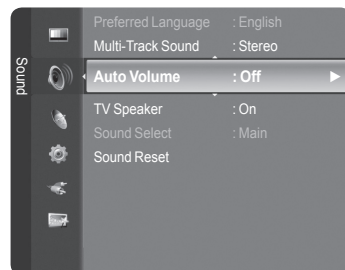 Sound
Preferred Language : English
Multi-Track Sound : Stereo
Auto Volume : Off
TV Speaker : On
Sound Select : Main
Sound Reset